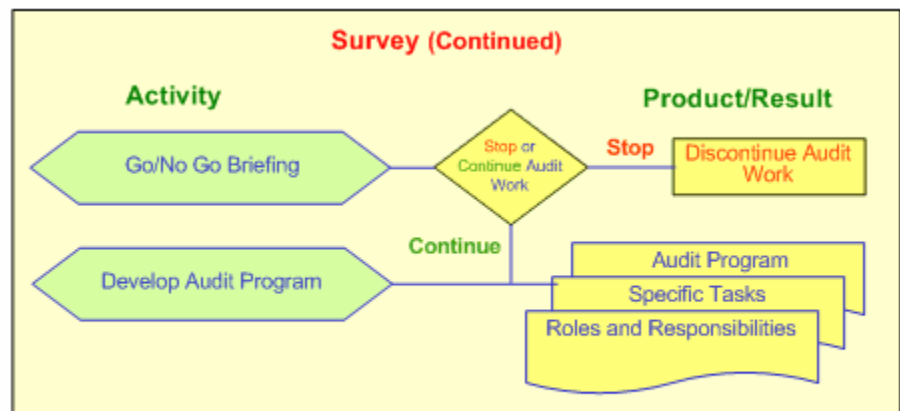 Survey (Continued)
Activity
Product/Result
Go/No Go Briefing
Stop or
Continue Audit
Work
Stop
Discontinue Audit
Work
Continue
Develop Audit Program
Audit Program
Specific Tasks
Roles and Responsibilities